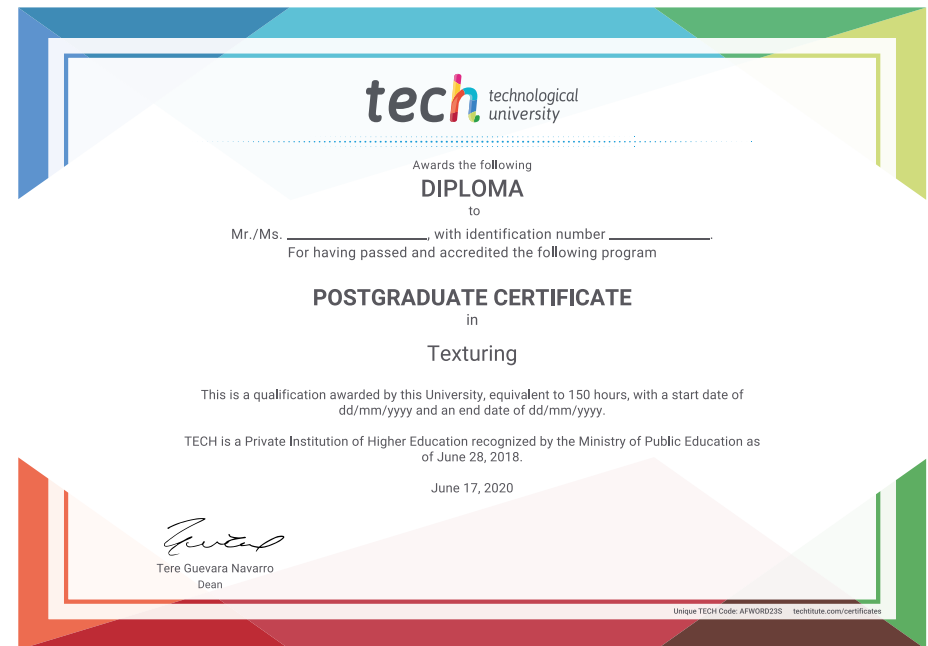 tech technological
university
Awards the following
DIPLOMA
to
Mr./Ms. ____________________, with identification number ______________.
For having passed and accredited the following program
POSTGRADUATE CERTIFICATE
in
Texturing
This is a qualification awarded by this University, equivalent to 150 hours, with a start date of
dd/mm/yyyy and an end date of dd/mm/yyyy.
TECH is a Private Institution of Higher Education recognized by the Ministry of Public Education as
of June 28, 2018.
June 17, 2020
Tere Guevara Navarro
Dean
Unique TECH Code: AFWORD23S techtitute.com/certificates